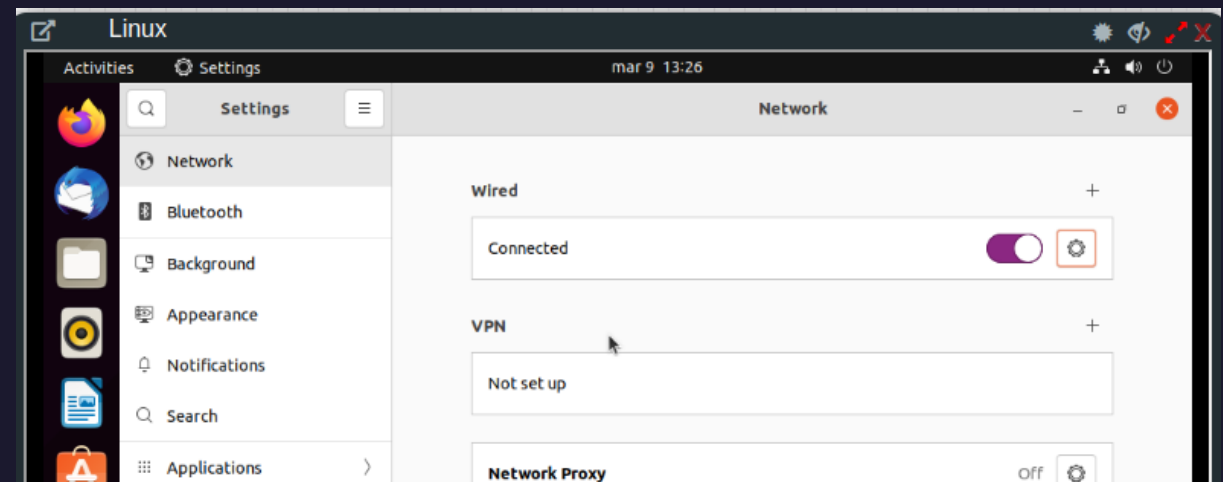 Linux
Activities Settings mar 9 13:26
Settings Network
Network
Bluetooth
Background
Appearance
Notifications
Search
Applications
Wired
Connected
VPN
Not set up
Network Proxy Off